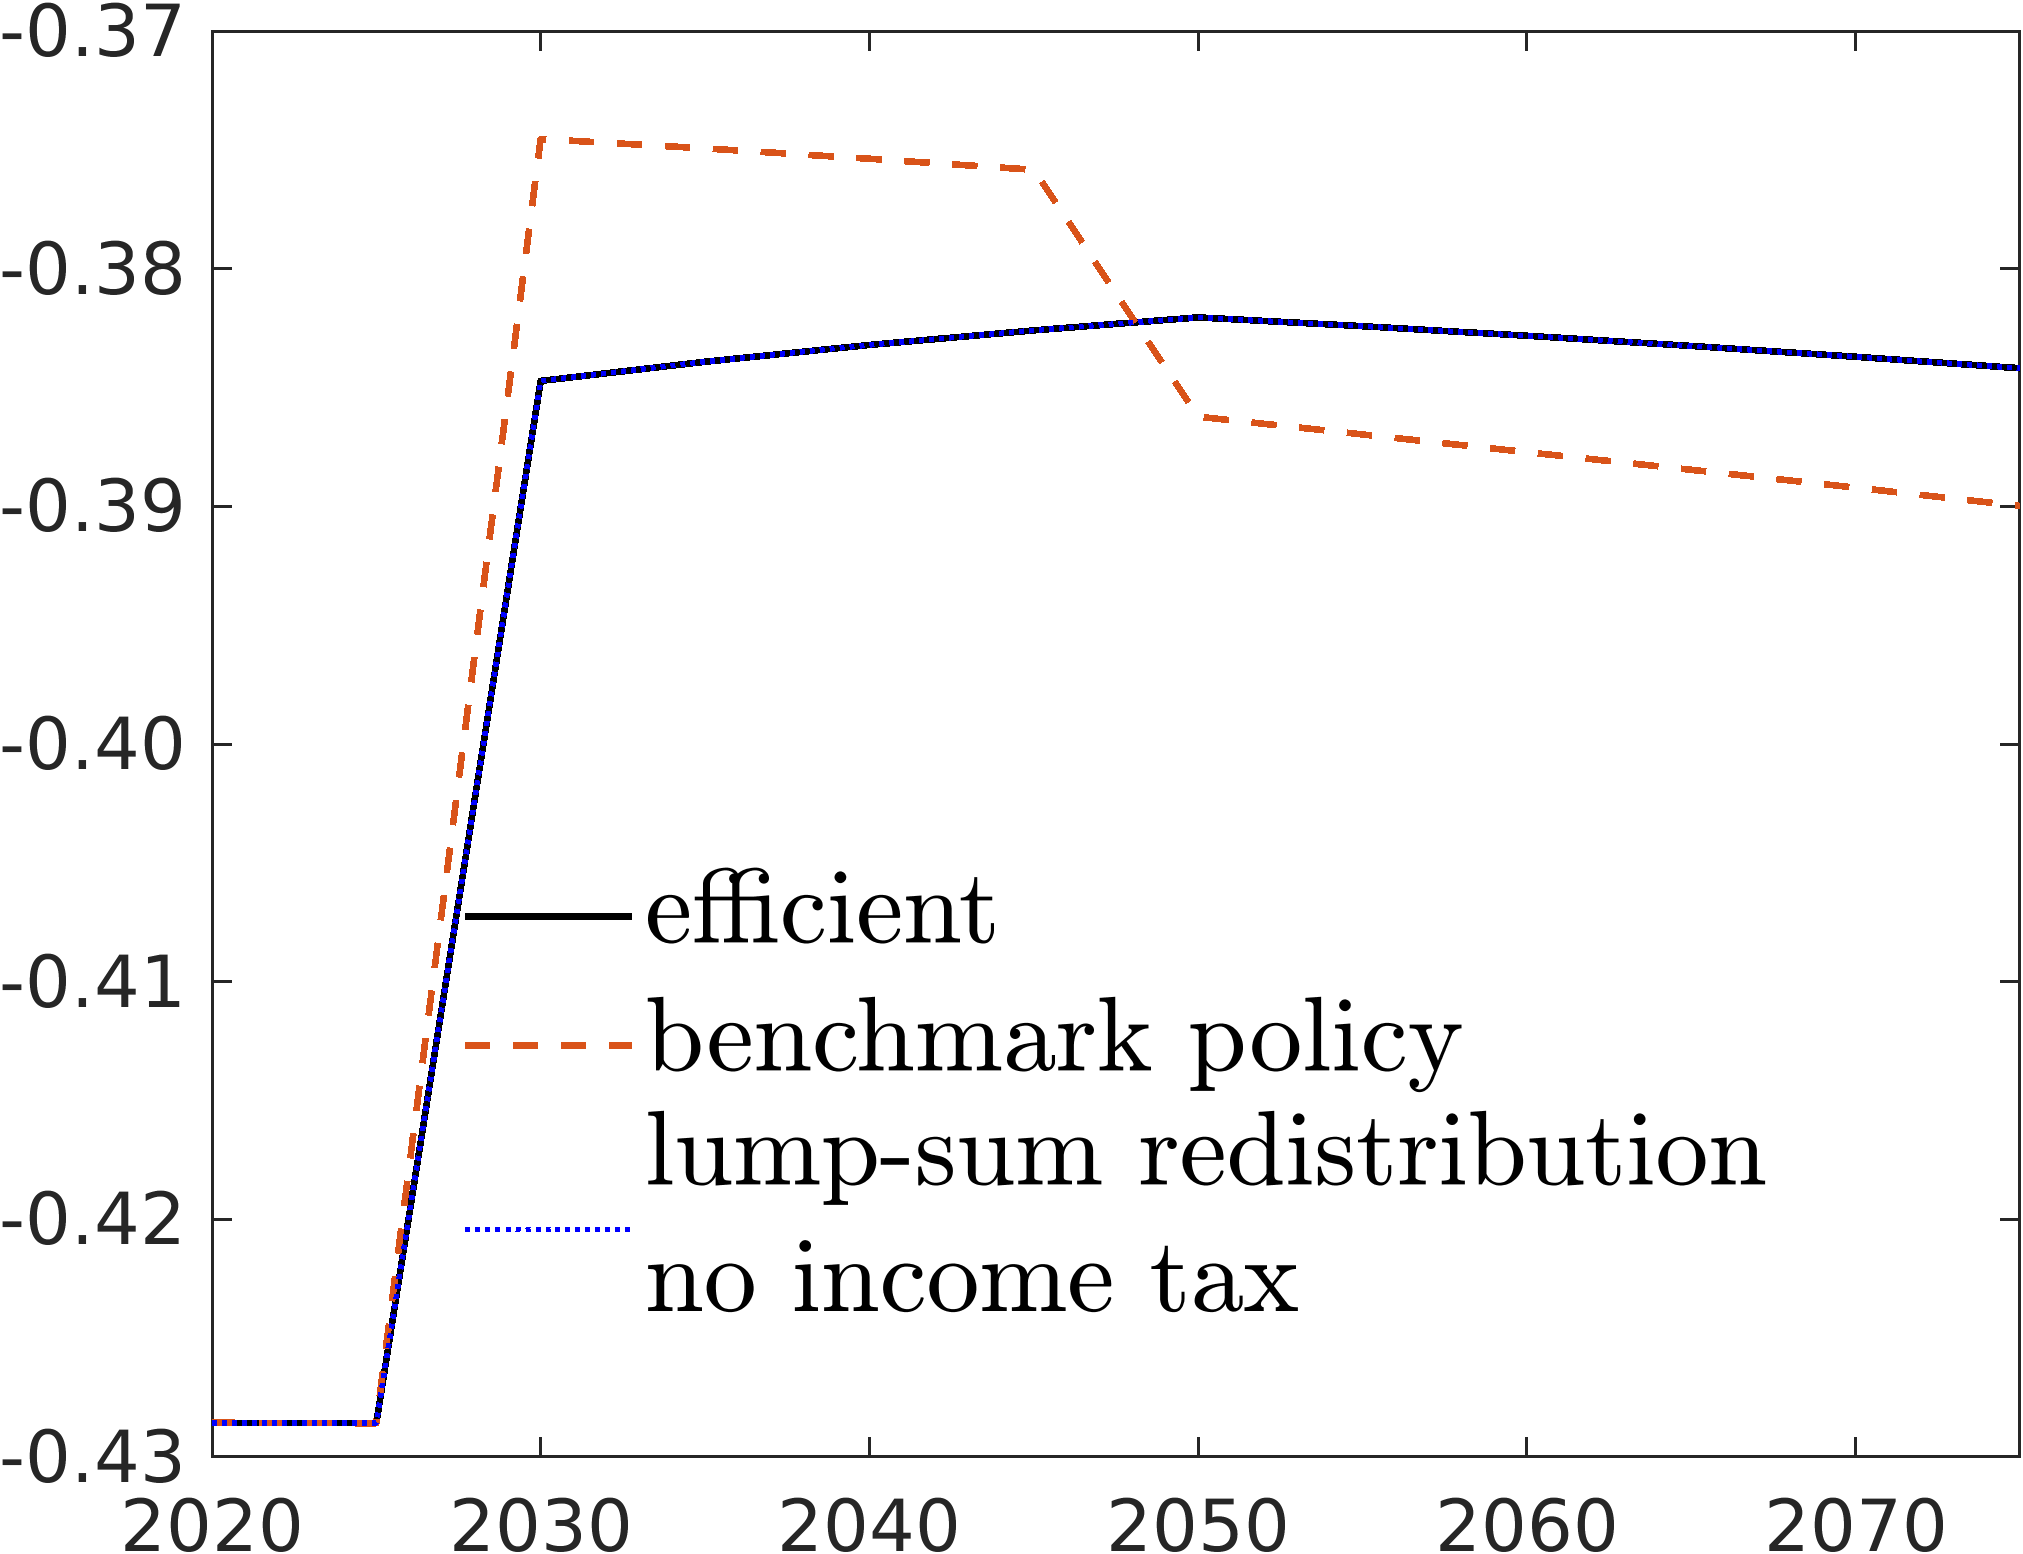 -0.37
-0.38
-0.39
-0.40
-0.41
-0.42
-0.43
efficient
benchmark policy
lump-sum redistribution
no income tax
2020 2030 2040 2050 2060 2070